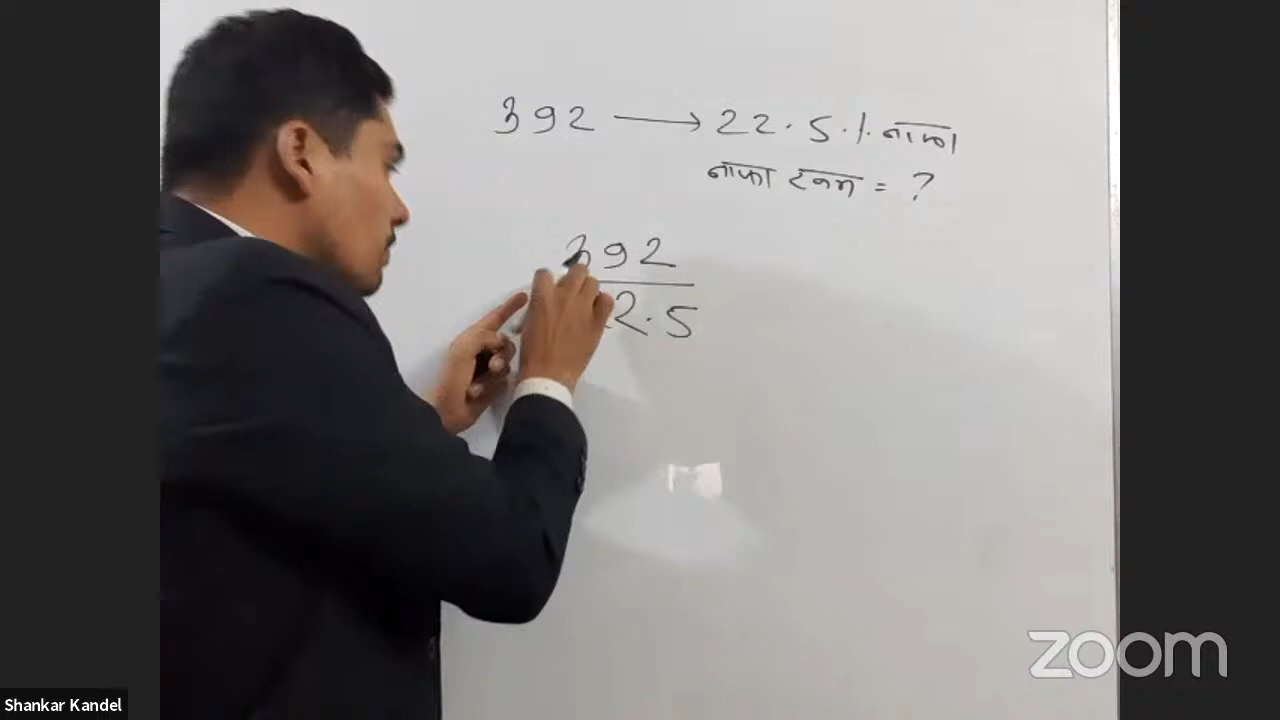 392 → 22.5% नाफा
नाफा रकम = ?
392
22.5
zoom
Shankar Kandel